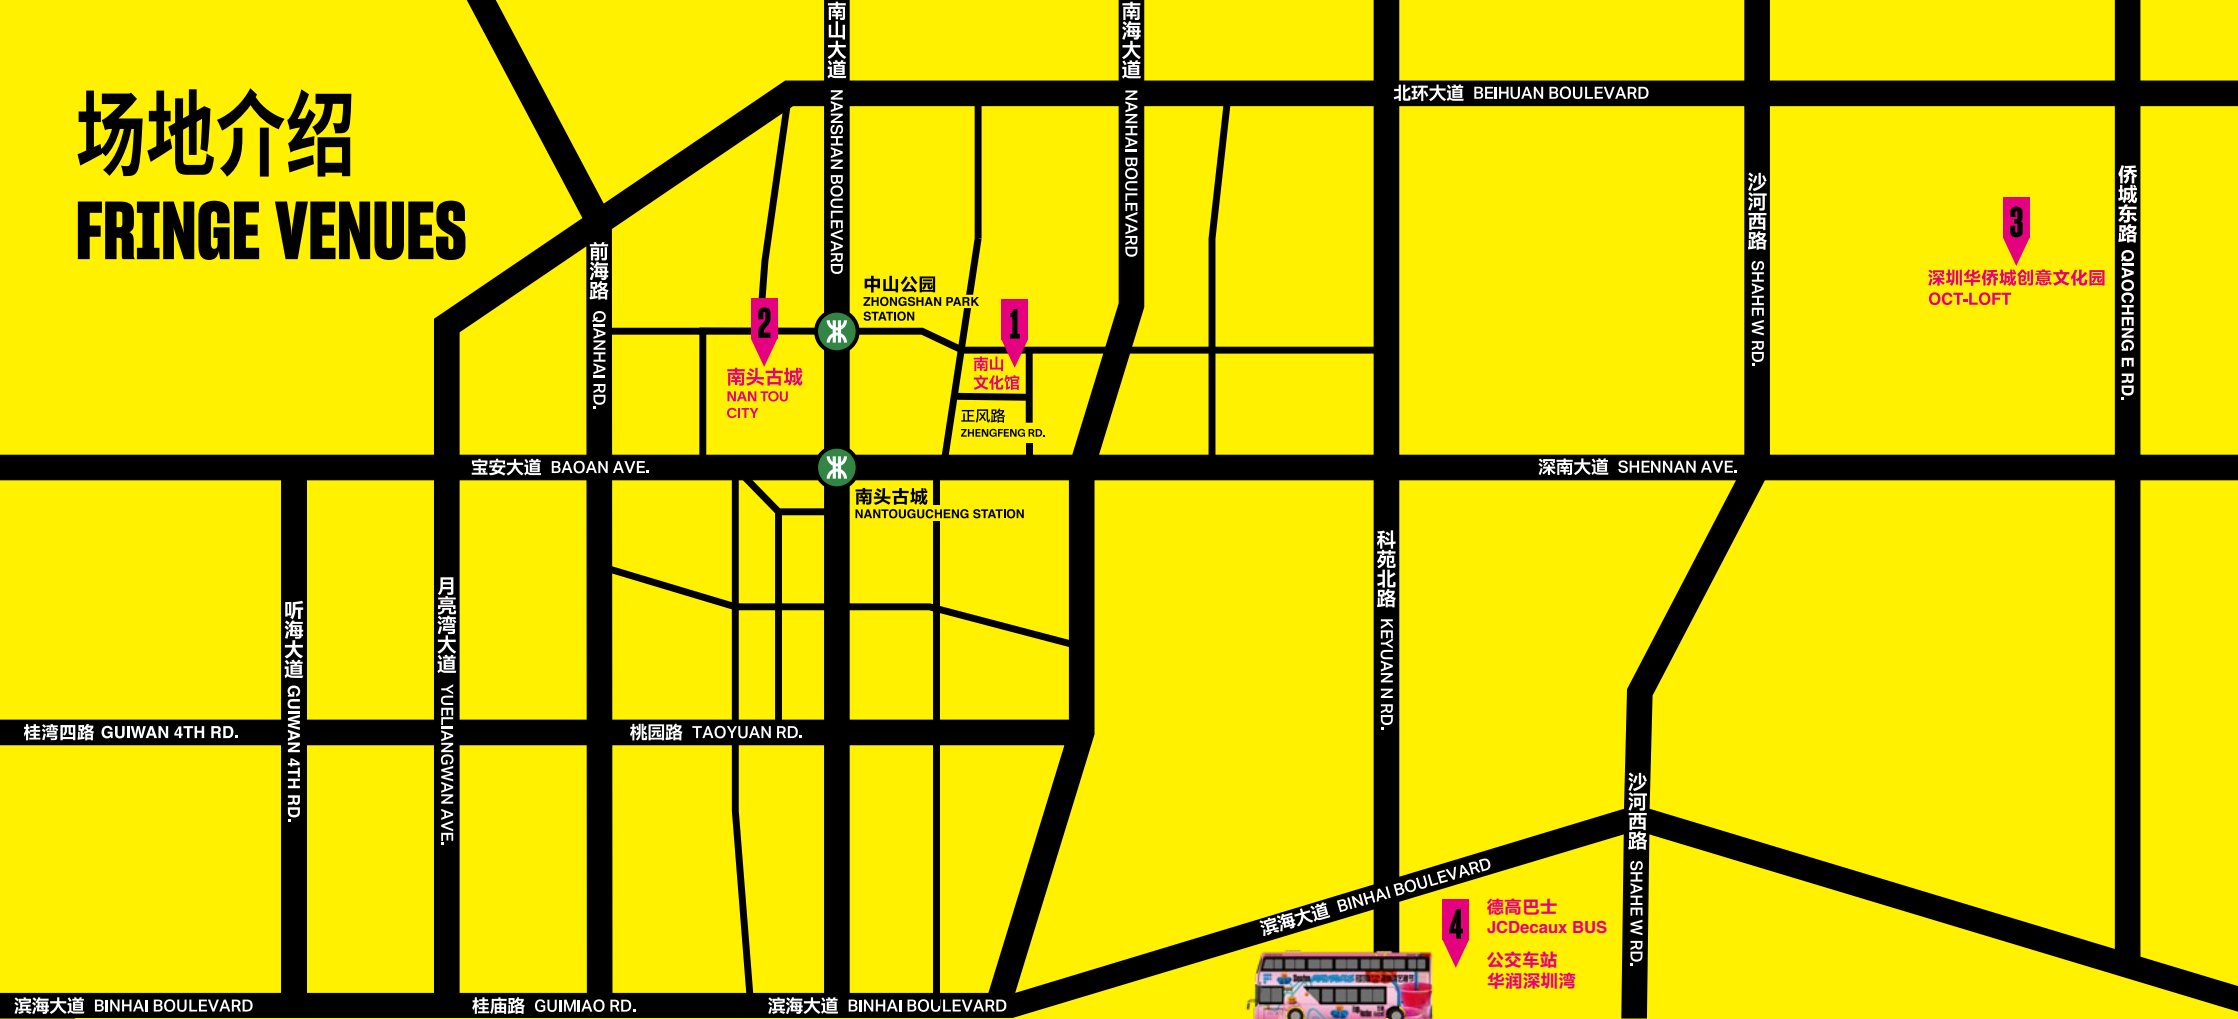 场地介绍
FRINGE VENUES
南山大道 NANSHAN BOULEVARD
南海大道 NANHAI BOULEVARD
北环大道 BEIHUAN BOULEVARD
沙河西路 SHAHE W RD.
侨城东路 QIAOCHENG E RD.
3
深圳华侨城创意文化园
OCT-LOFT
前海路 QIANHAI RD.
中山公园
ZHONGSHAN PARK
STATION
2
南头古城
NAN TOU
CITY
1
南山
文化馆
正风路
ZHENGFENG RD.
宝安大道 BAOAN AVE.
深南大道 SHENNAN AVE.
南头古城
NANTOUGUCHENG STATION
科苑北路 KEYUAN N RD.
听海大道 GUIWAN 4TH RD.
月亮湾大道 YUELIANGWAN AVE.
桂湾四路 GUIWAN 4TH RD.
桃园路 TAOYUAN RD.
沙河西路 SHAHE W RD.
滨海大道 BINHAI BOULEVARD
4
德高巴士
JCDecaux BUS
公交车站
华润深圳湾
滨海大道 BINHAI BOULEVARD
桂庙路 GUIMIAO RD.
滨海大道 BINHAI BOULEVARD